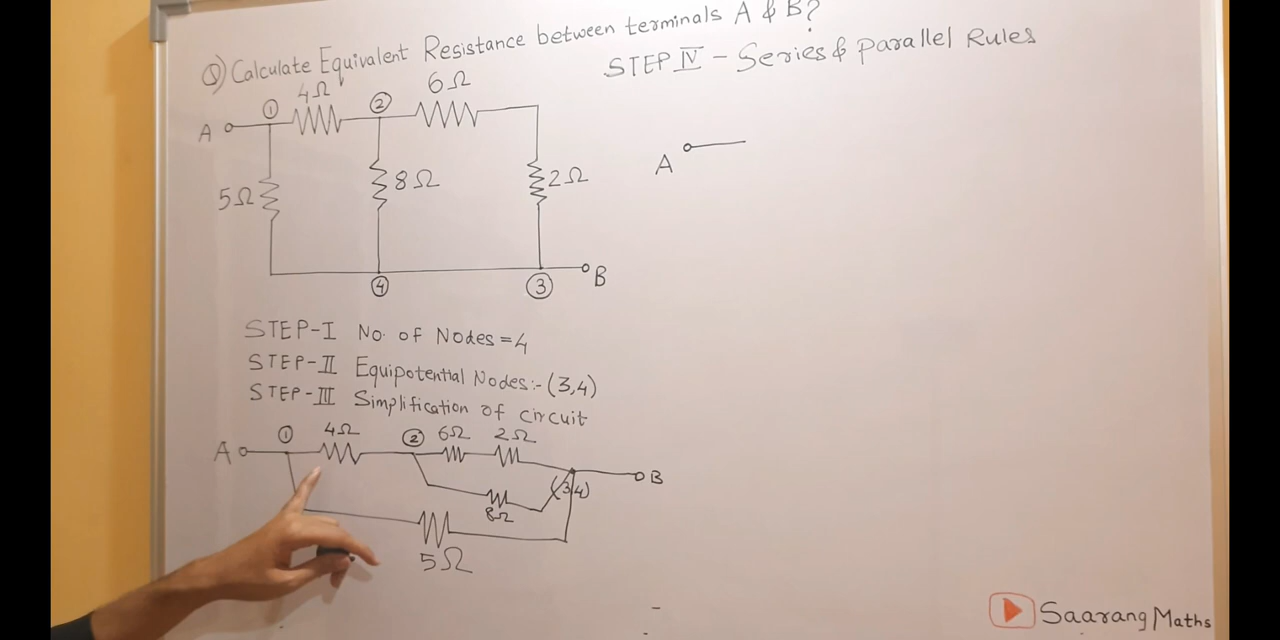 Q) Calculate Equivalent Resistance between terminals A & B?
STEP IV - Series & Parallel Rules
① 4Ω ② 6Ω
A
5Ω 8Ω 2Ω
④ ③ B
A
STEP-I No. of Nodes = 4
STEP-II Equipotential Nodes:- (3,4)
STEP-III Simplification of circuit
① 4Ω ② 6Ω 2Ω
A B
(3,4)
8Ω
5Ω
Saarang Maths